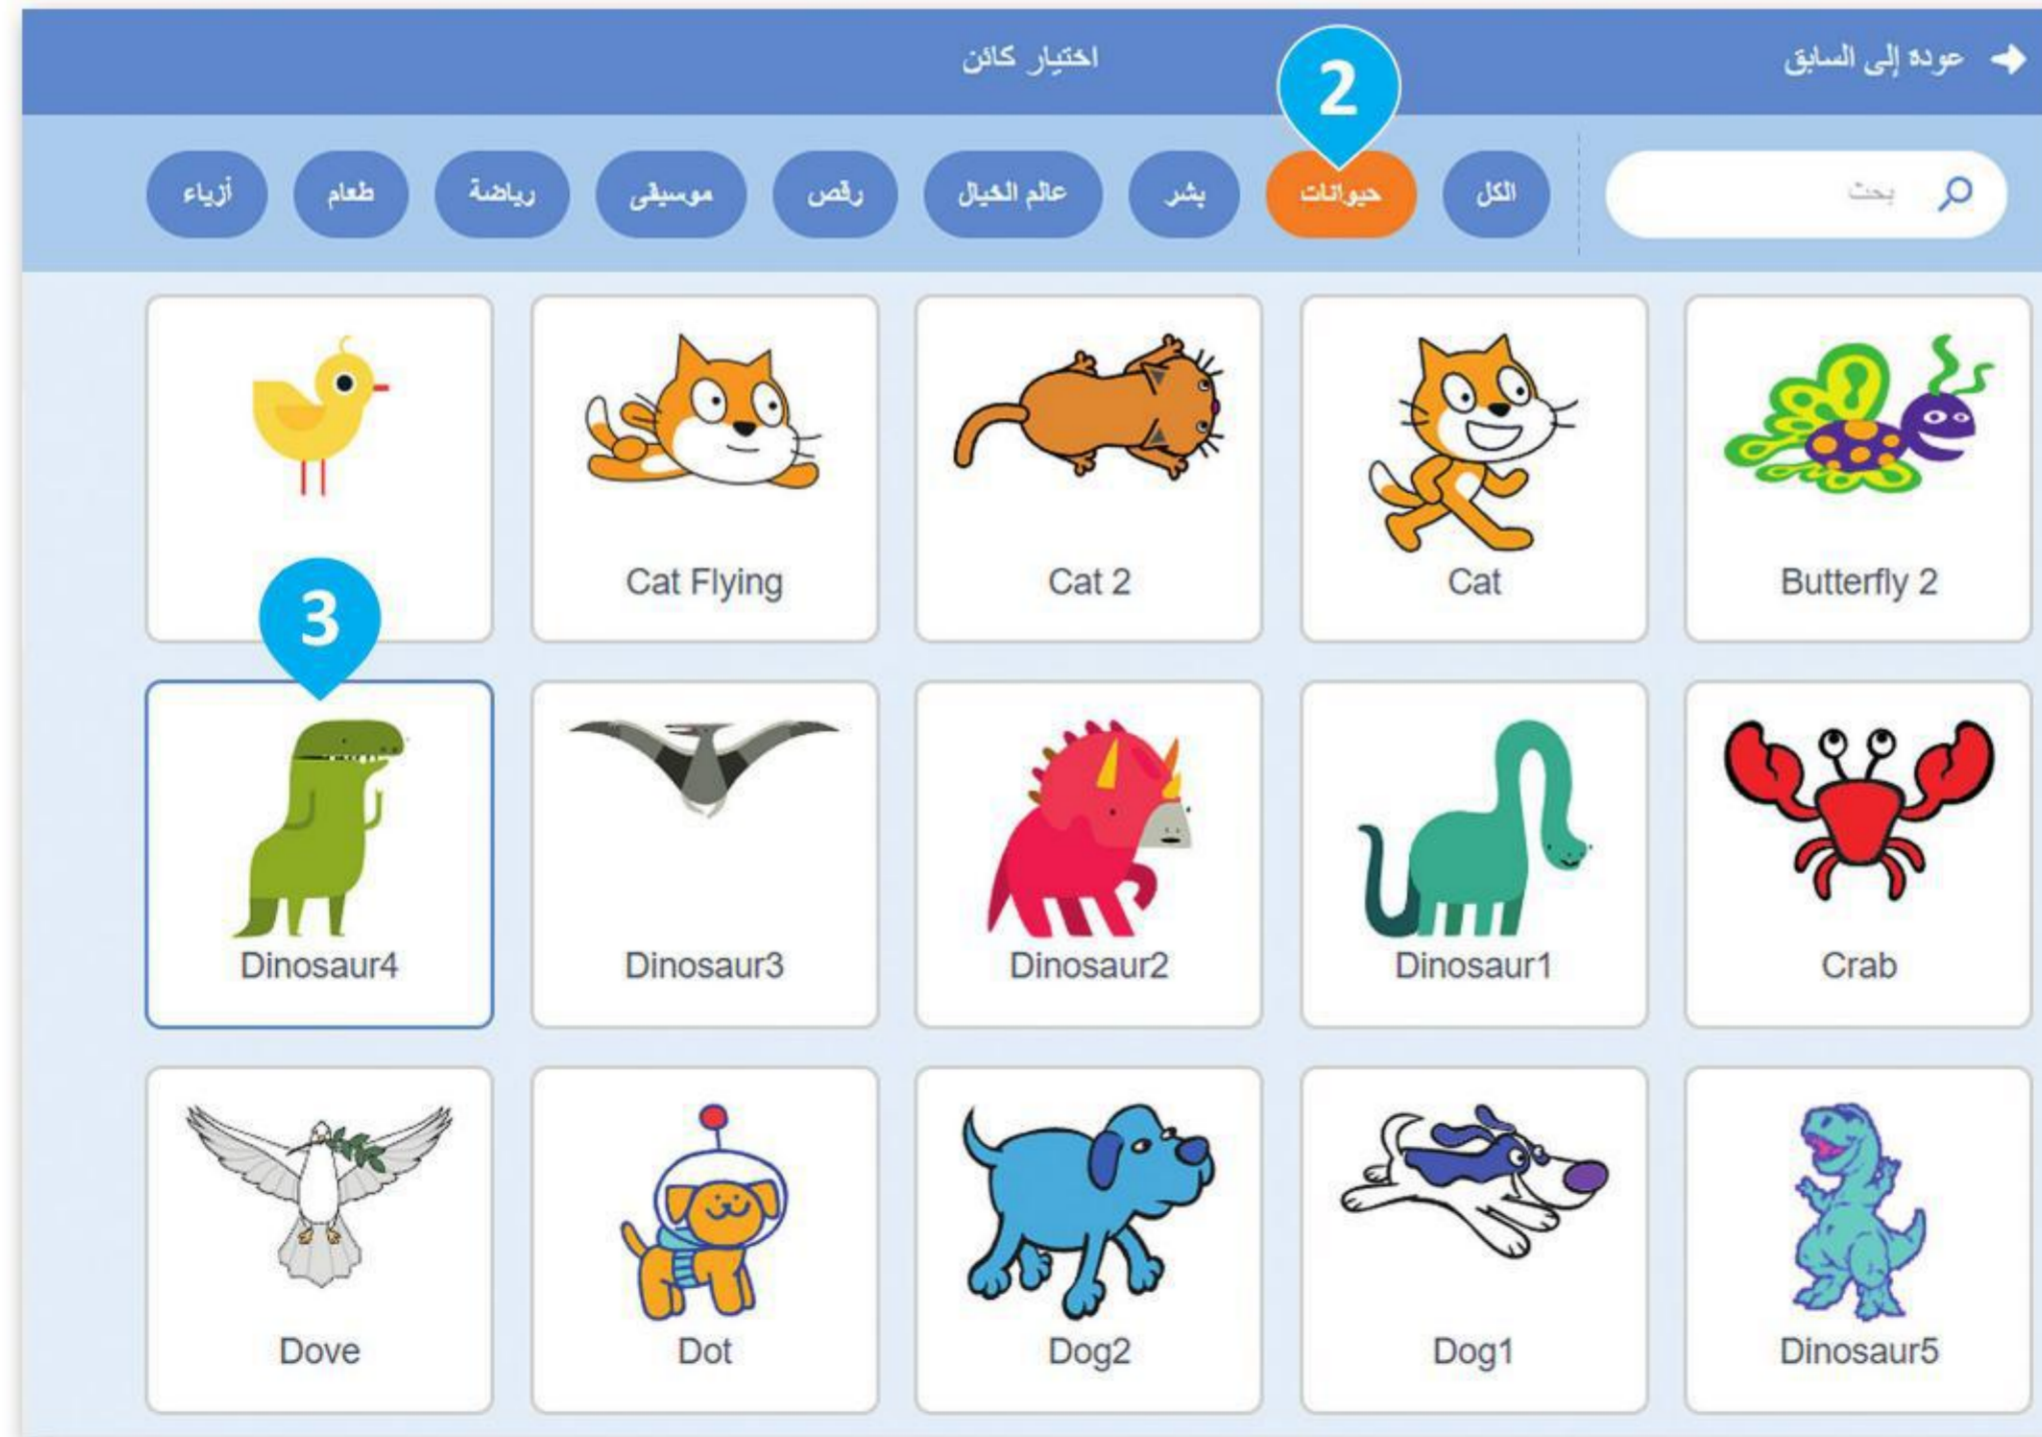 عوده إلى السابق
اختيار كائن
2
بحث
الكل حيوانات بشر عالم الخيال رقص موسيقى رياضة طعام أزياء
Butterfly 2 Cat Cat 2 Cat Flying
3
Crab Dinosaur1 Dinosaur2 Dinosaur3 Dinosaur4
Dinosaur5 Dog1 Dog2 Dot Dove